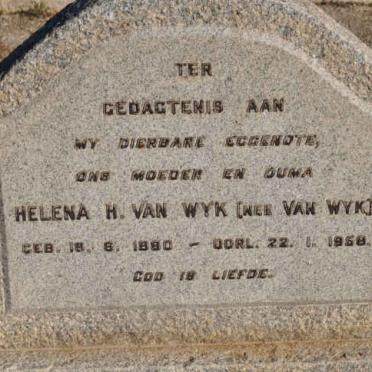 TER
GEDAGTENIS AAN
MY DIERBARE EGGENOTE,
ONS MOEDER EN OUMA
HELENA H. VAN WYK (NEE VAN WYK)
GEB. 18. 6. 1880 - OORL. 22. 1. 1958.
GOD IS LIEFDE.